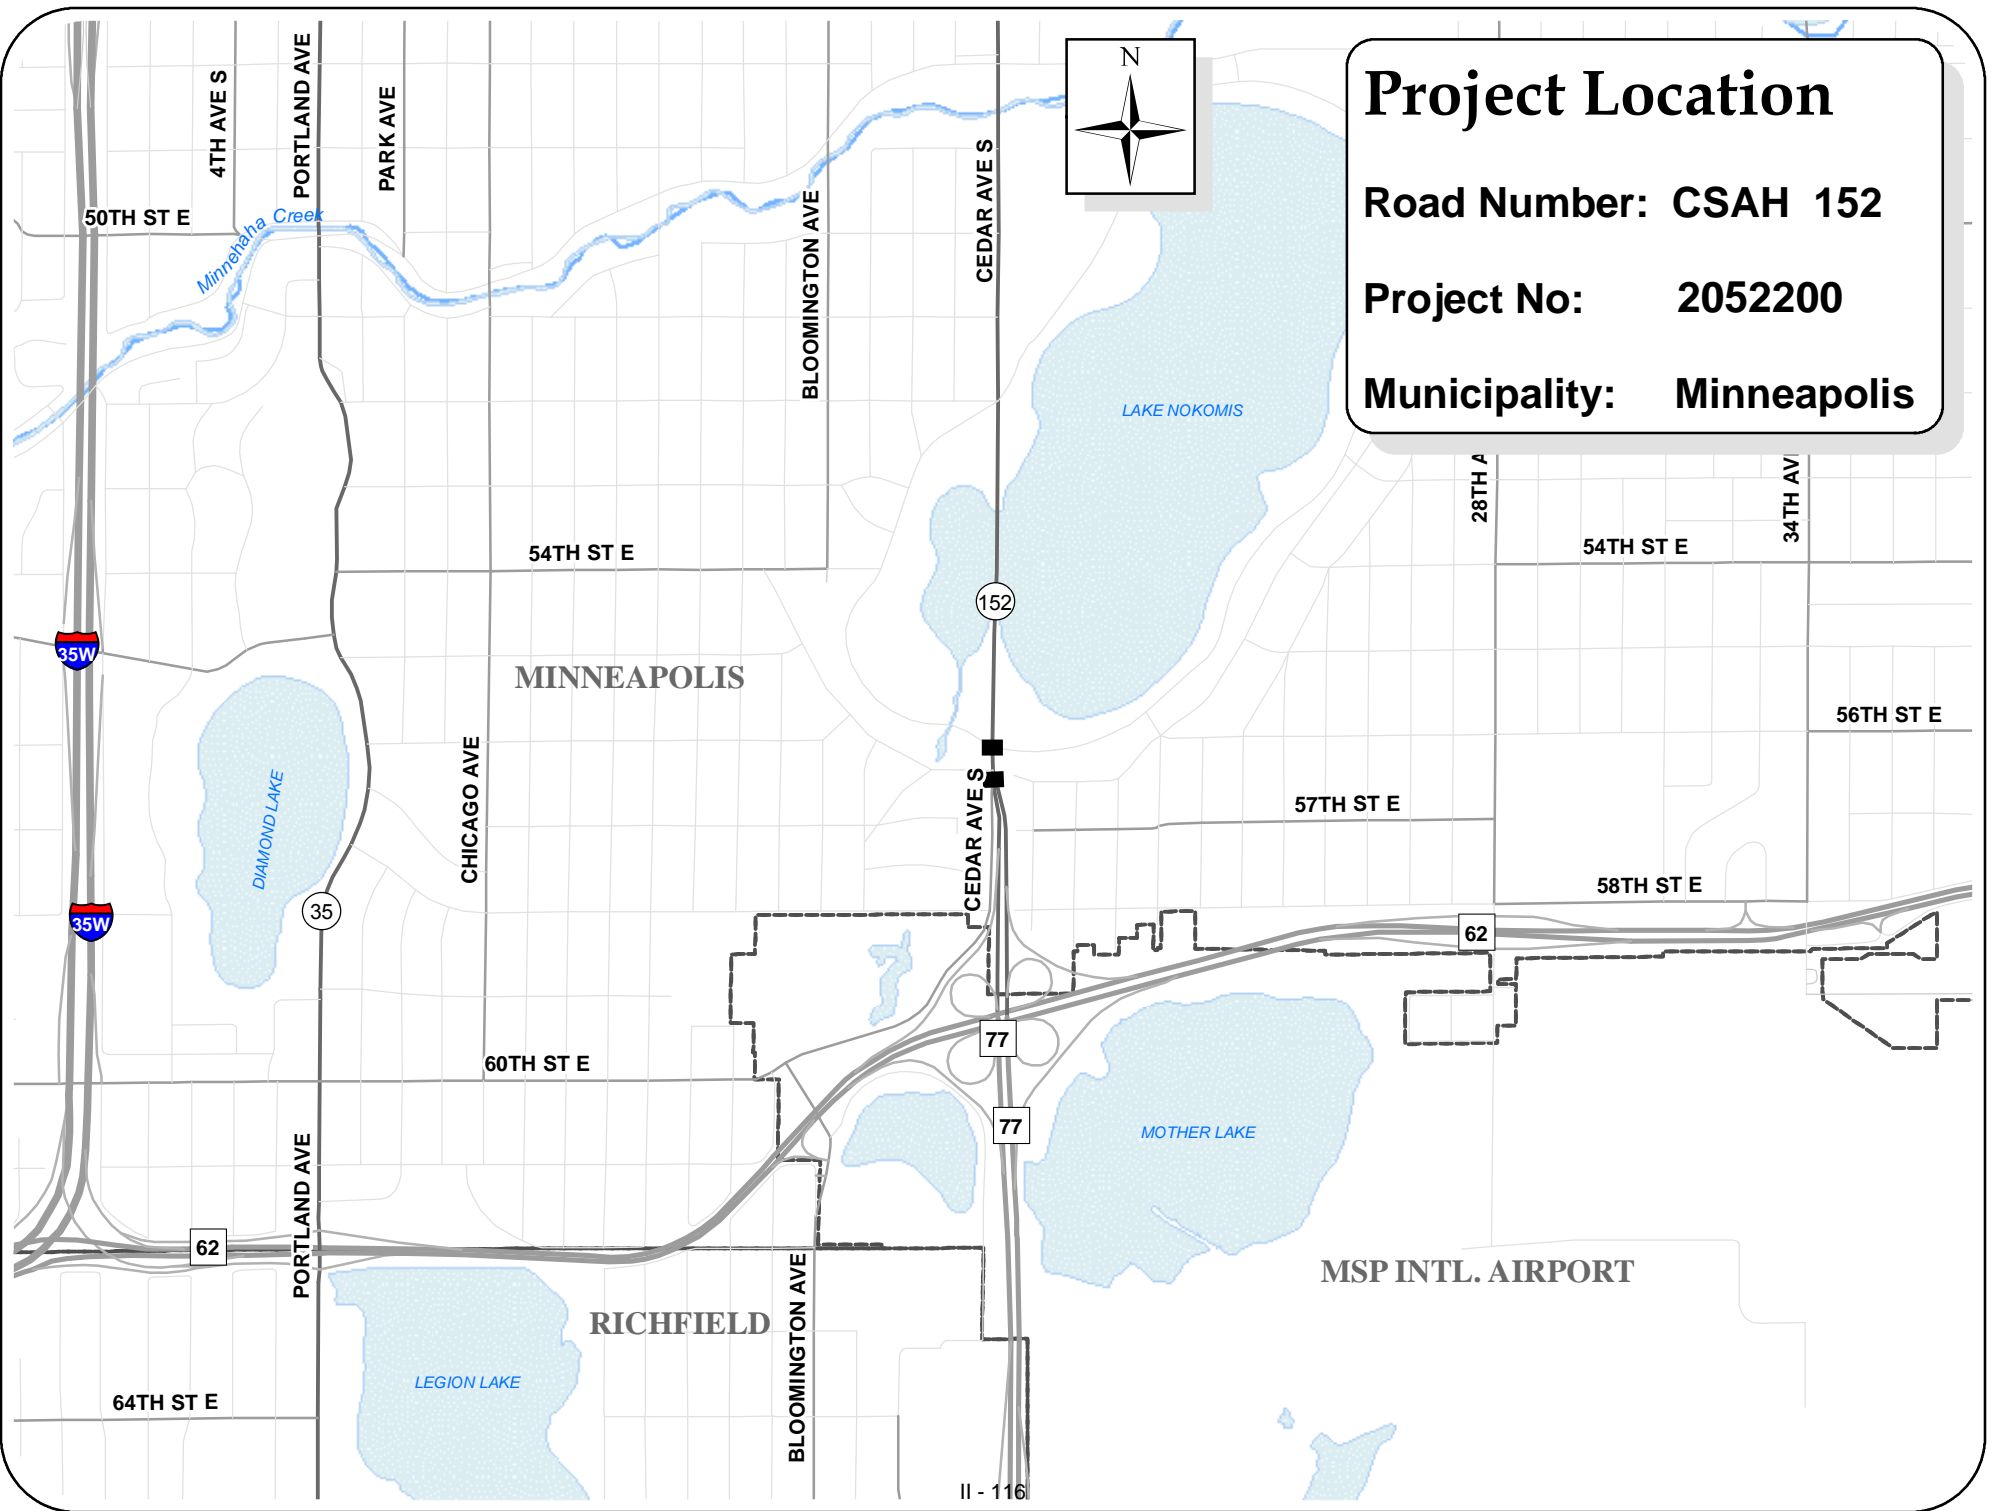 Project Location
Road Number: CSAH 152
Project No: 2052200
Municipality: Minneapolis
N
4TH AVE S
PORTLAND AVE
PARK AVE
CEDAR AVE S
BLOOMINGTON AVE
50TH ST E
Minnehaha Creek
LAKE NOKOMIS
28TH A
34TH AV
54TH ST E
54TH ST E
152
35W
MINNEAPOLIS
56TH ST E
CHICAGO AVE
DIAMOND LAKE
CEDAR AVE S
57TH ST E
58TH ST E
35
35W
62
77
60TH ST E
77
MOTHER LAKE
PORTLAND AVE
62
BLOOMINGTON AVE
MSP INTL. AIRPORT
RICHFIELD
LEGION LAKE
64TH ST E
II - 116